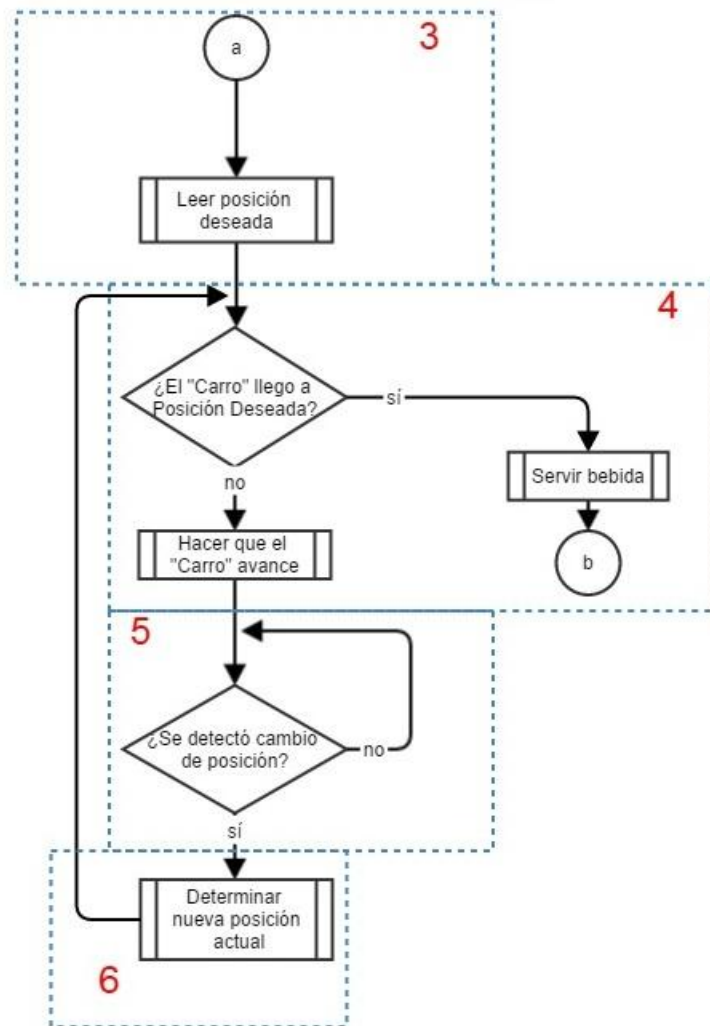 3
a
Leer posición
deseada
4
¿El "Carro" llego a
Posición Deseada?
sí
Servir bebida
no
b
Hacer que el
"Carro" avance
5
¿Se detectó cambio
de posición?
no
sí
Determinar
nueva posición
actual
6